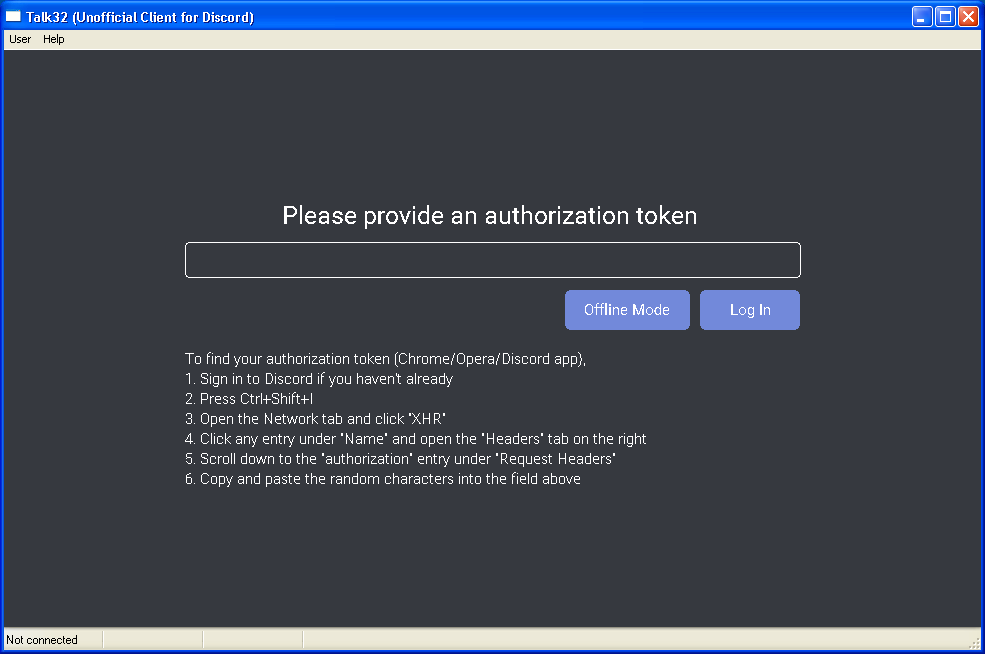 Talk32 (Unofficial Client for Discord)
User Help
Please provide an authorization token
Offline Mode Log In
To find your authorization token (Chrome/Opera/Discord app),
1. Sign in to Discord if you haven't already
2. Press Ctrl+Shift+I
3. Open the Network tab and click "XHR"
4. Click any entry under "Name" and open the "Headers" tab on the right
5. Scroll down to the "authorization" entry under "Request Headers"
6. Copy and paste the random characters into the field above
Not connected